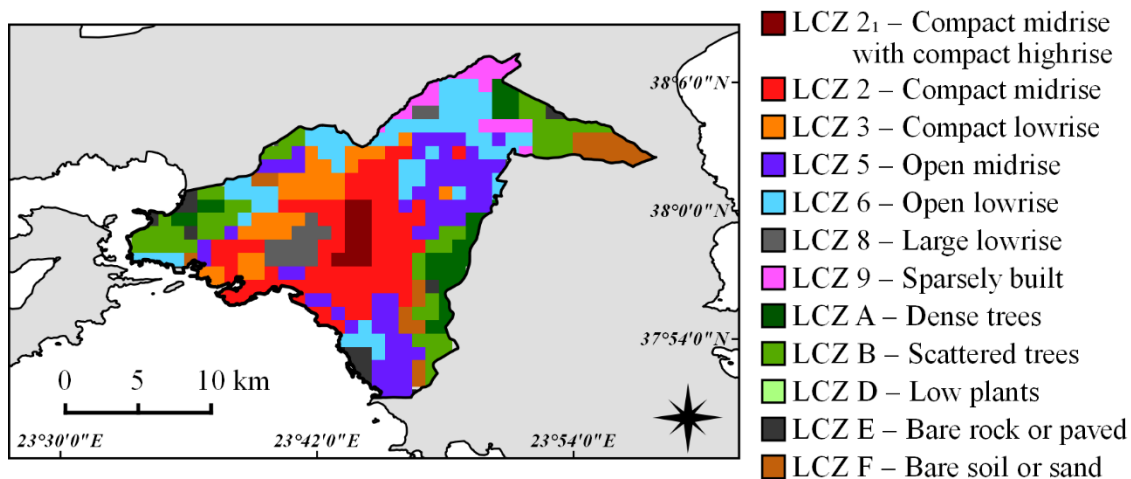 LCZ 2₁ – Compact midrise
with compact highrise
LCZ 2 – Compact midrise
LCZ 3 – Compact lowrise
LCZ 5 – Open midrise
LCZ 6 – Open lowrise
LCZ 8 – Large lowrise
LCZ 9 – Sparsely built
LCZ A – Dense trees
LCZ B – Scattered trees
LCZ D – Low plants
LCZ E – Bare rock or paved
LCZ F – Bare soil or sand
38°6'0"N
38°0'0"N
37°54'0"N
0 5 10 km
23°30'0"E 23°42'0"E 23°54'0"E